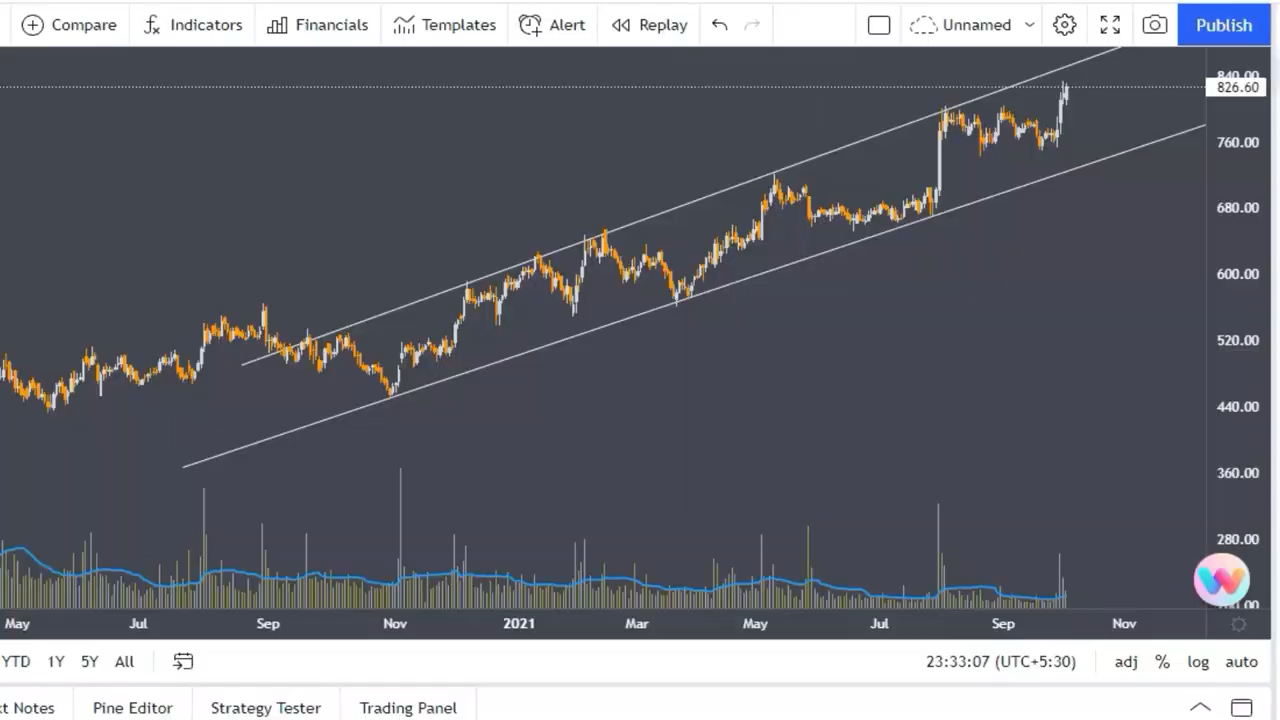 Compare Indicators Financials Templates Alert Replay Unnamed Publish
840.00
826.60
760.00
680.00
600.00
520.00
440.00
360.00
280.00
May Jul Sep Nov 2021 Mar May Jul Sep Nov
YTD 1Y 5Y All 23:33:07 (UTC+5:30) adj % log auto
Notes Pine Editor Strategy Tester Trading Panel